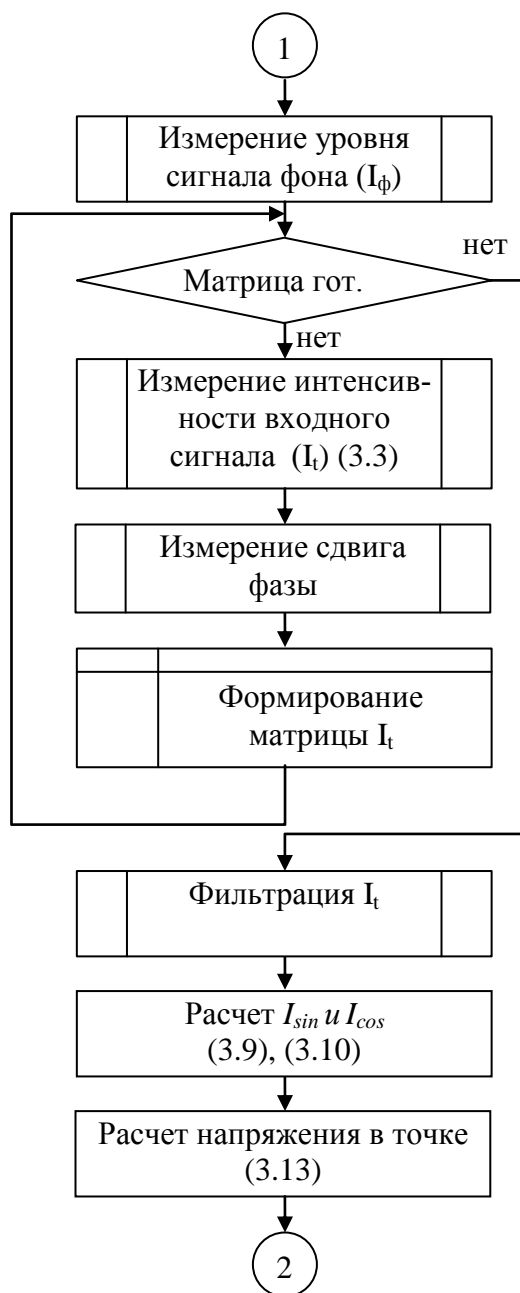 1
Измерение уровня
сигнала фона (Iф)
нет
Матрица гот.
нет
Измерение интенсив-
ности входного
сигнала (It) (3.3)
Измерение сдвига
фазы
Формирование
матрицы It
Фильтрация It
Расчет Isin и Icos
(3.9), (3.10)
Расчет напряжения в точке
(3.13)
2